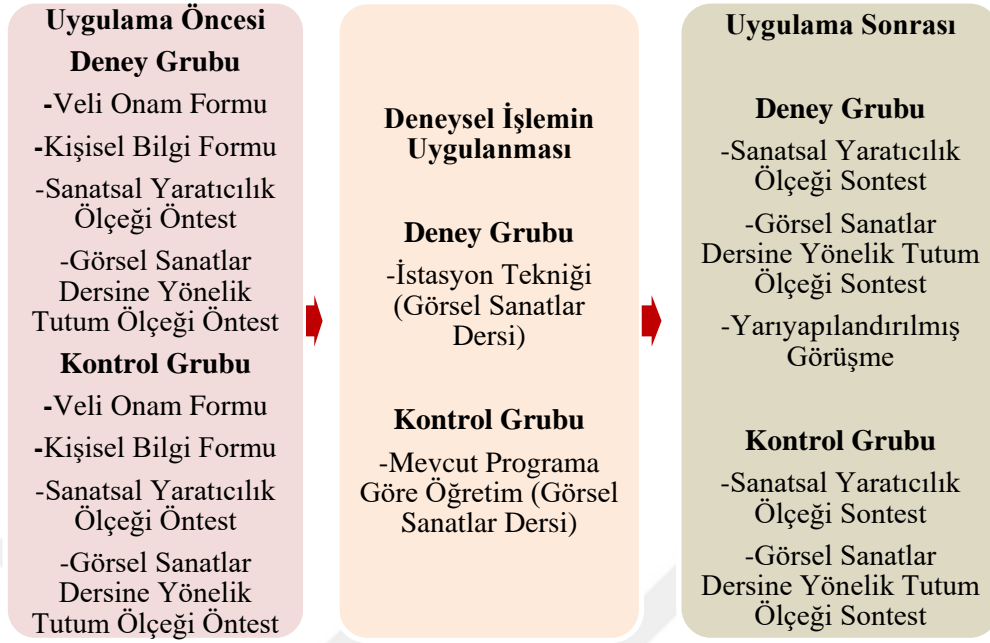 Uygulama Öncesi
Deney Grubu
-Veli Onam Formu
-Kişisel Bilgi Formu
-Sanatsal Yaratıcılık
Ölçeği Öntest
-Görsel Sanatlar
Dersine Yönelik
Tutum Ölçeği Öntest
Kontrol Grubu
-Veli Onam Formu
-Kişisel Bilgi Formu
-Sanatsal Yaratıcılık
Ölçeği Öntest
-Görsel Sanatlar
Dersine Yönelik
Tutum Ölçeği Öntest
Deneysel İşlemin
Uygulanması
Deney Grubu
-İstasyon Tekniği
(Görsel Sanatlar
Dersi)
Kontrol Grubu
-Mevcut Programa
Göre Öğretim (Görsel
Sanatlar Dersi)
Uygulama Sonrası
Deney Grubu
-Sanatsal Yaratıcılık
Ölçeği Sontest
-Görsel Sanatlar
Dersine Yönelik Tutum
Ölçeği Sontest
-Yarıyapılandırılmış
Görüşme
Kontrol Grubu
-Sanatsal Yaratıcılık
Ölçeği Sontest
-Görsel Sanatlar
Dersine Yönelik Tutum
Ölçeği Sontest